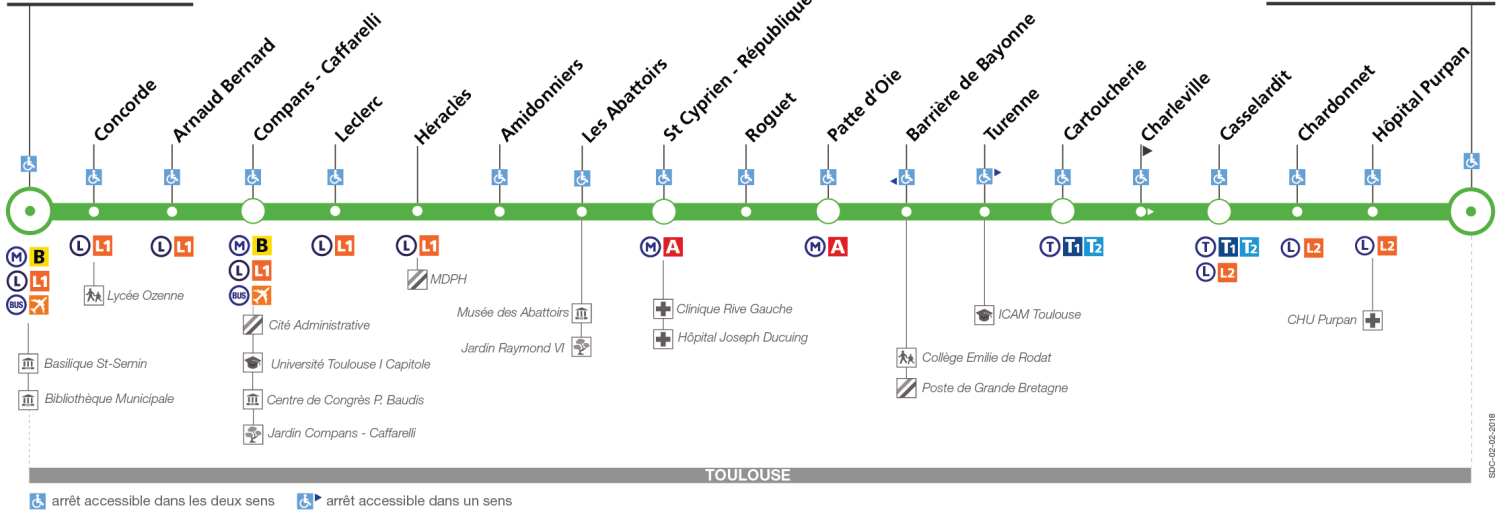 Concorde
Arnaud Bernard
Compans - Caffarelli
Leclerc
Héraclès
Amidonniers
Les Abattoirs
St Cyprien - République
Roguet
Patte d'Oie
Barrière de Bayonne
Turenne
Cartoucherie
Charleville
Casselardit
Chardonnet
Hôpital Purpan
M B
L L1
BUS
L L1
L L1
M B
L L1
BUS
L L1
L L1
M A
M A
T T1 T2
T T1 T2
L L2
L L2
L L2
Basilique St-Sernin
Bibliothèque Municipale
Lycée Ozenne
Cité Administrative
Université Toulouse I Capitole
Centre de Congrès P. Baudis
Jardin Compans - Caffarelli
MDPH
Musée des Abattoirs
Jardin Raymond VI
Clinique Rive Gauche
Hôpital Joseph Ducuing
Collège Emilie de Rodat
Poste de Grande Bretagne
ICAM Toulouse
CHU Purpan
SDC-02-02-2018
TOULOUSE
arrêt accessible dans les deux sens
arrêt accessible dans un sens